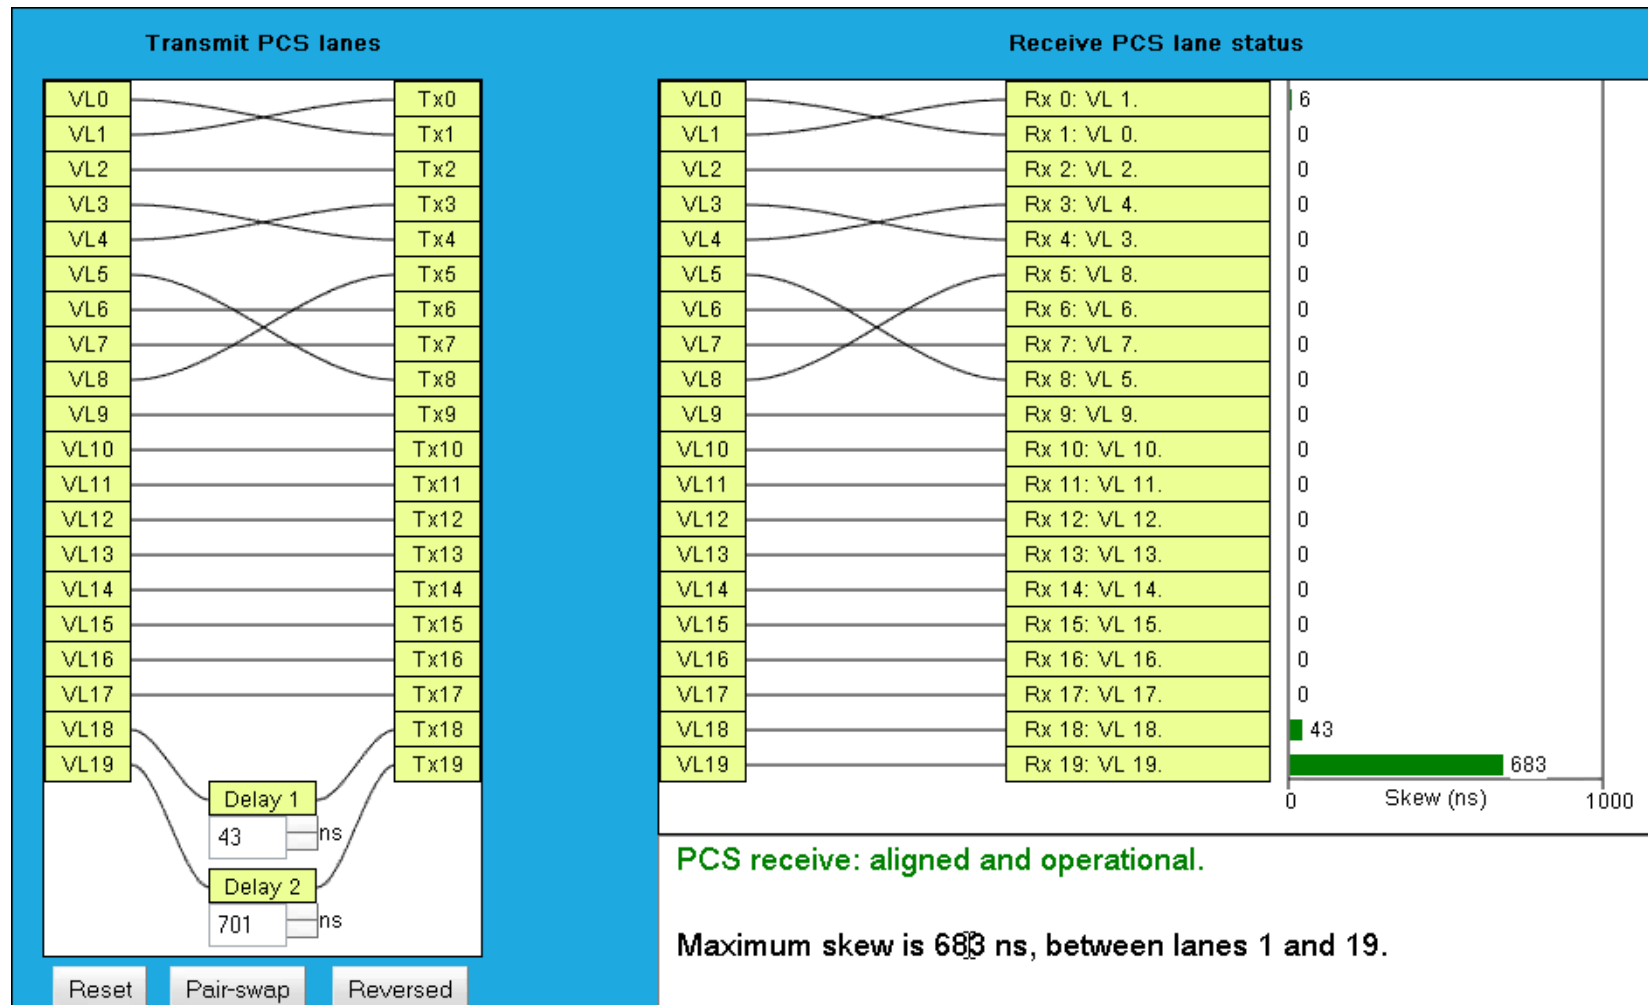 Transmit PCS lanes
VL0 Tx0
VL1 Tx1
VL2 Tx2
VL3 Tx3
VL4 Tx4
VL5 Tx5
VL6 Tx6
VL7 Tx7
VL8 Tx8
VL9 Tx9
VL10 Tx10
VL11 Tx11
VL12 Tx12
VL13 Tx13
VL14 Tx14
VL15 Tx15
VL16 Tx16
VL17 Tx17
VL18 Tx18
VL19 Tx19
Delay 1
43 ns
Delay 2
701 ns
Reset Pair-swap Reversed
Receive PCS lane status
VL0 Rx 0: VL 1. 6
VL1 Rx 1: VL 0. 0
VL2 Rx 2: VL 2. 0
VL3 Rx 3: VL 4. 0
VL4 Rx 4: VL 3. 0
VL5 Rx 5: VL 8. 0
VL6 Rx 6: VL 6. 0
VL7 Rx 7: VL 7. 0
VL8 Rx 8: VL 5. 0
VL9 Rx 9: VL 9. 0
VL10 Rx 10: VL 10. 0
VL11 Rx 11: VL 11. 0
VL12 Rx 12: VL 12. 0
VL13 Rx 13: VL 13. 0
VL14 Rx 14: VL 14. 0
VL15 Rx 15: VL 15. 0
VL16 Rx 16: VL 16. 0
VL17 Rx 17: VL 17. 0
VL18 Rx 18: VL 18. 43
VL19 Rx 19: VL 19. 683
0 Skew (ns) 1000
PCS receive: aligned and operational.
Maximum skew is 683 ns, between lanes 1 and 19.